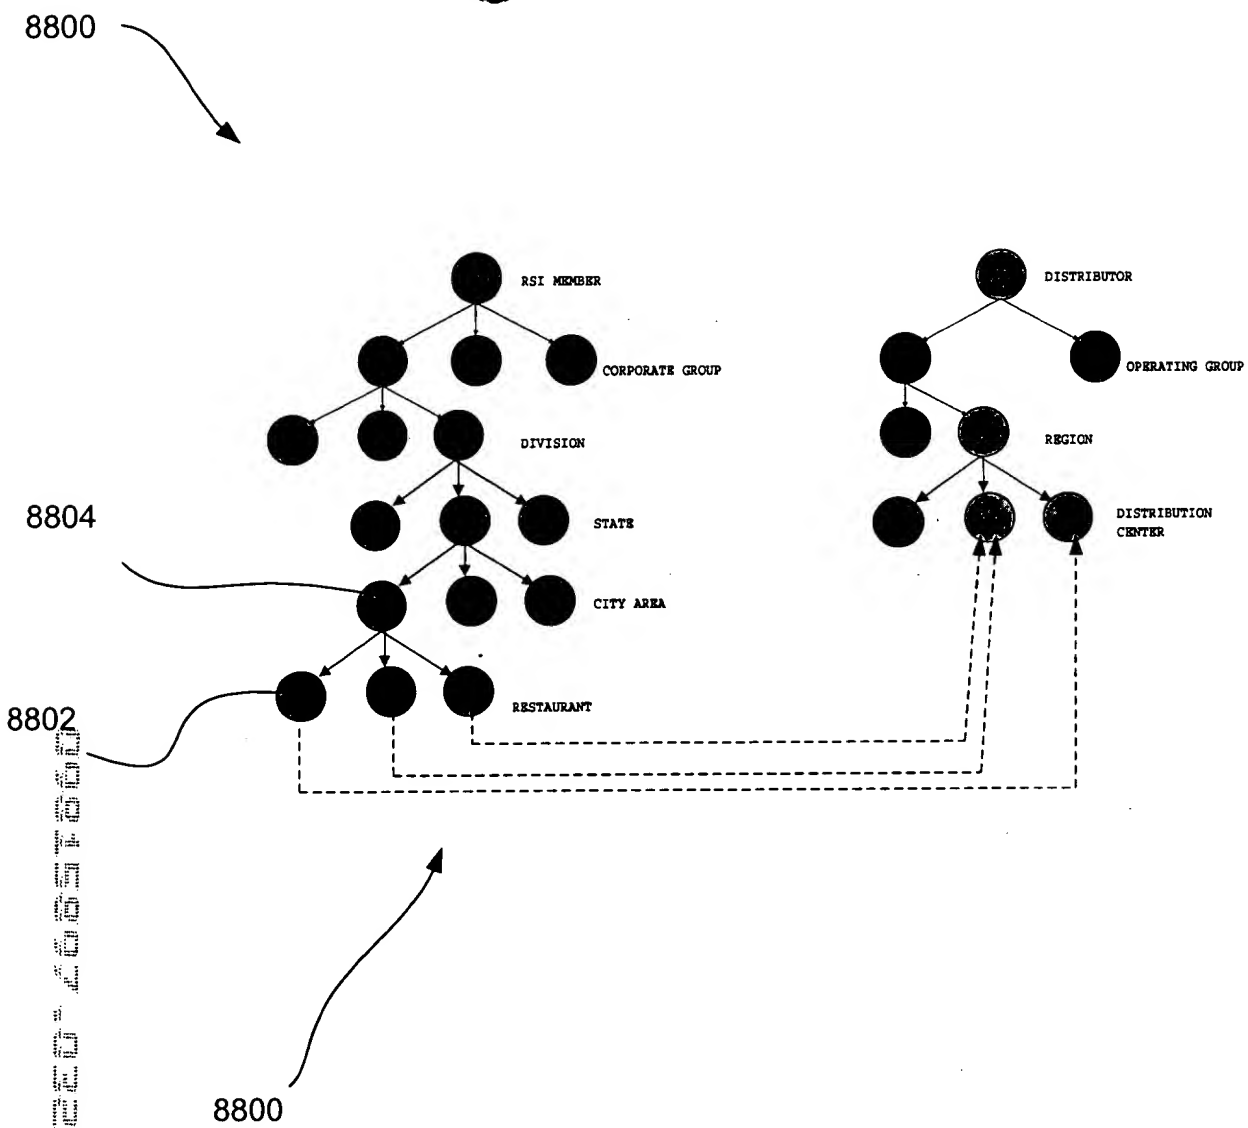 8800
RSI MEMBER
DISTRIBUTOR
CORPORATE GROUP
OPERATING GROUP
DIVISION
REGION
8804
STATE
DISTRIBUTION
CENTER
CITY AREA
RESTAURANT
8802
8800